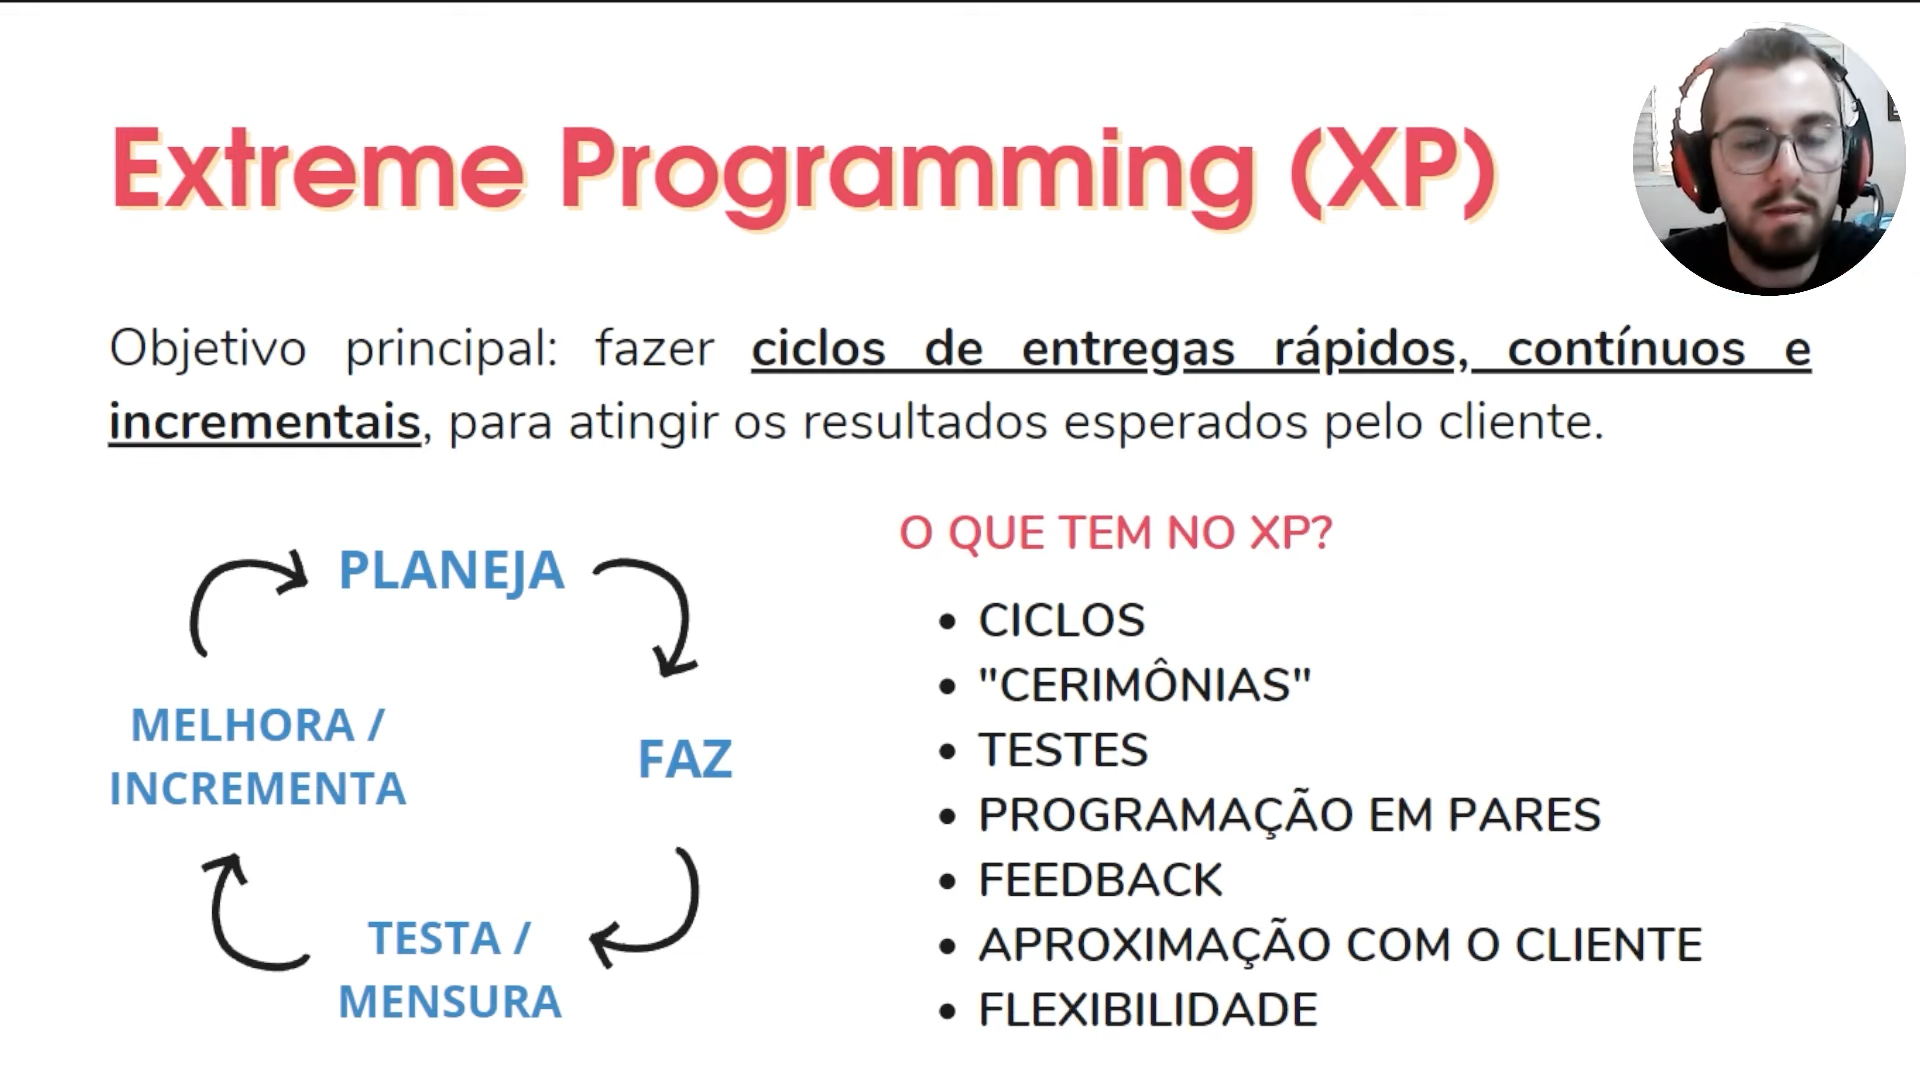 Extreme Programming (XP)
Objetivo principal: fazer ciclos de entregas rápidos, contínuos e
incrementais, para atingir os resultados esperados pelo cliente.
PLANEJA
FAZ
TESTA /
MENSURA
MELHORA /
INCREMENTA
O QUE TEM NO XP?
• CICLOS
• "CERIMÔNIAS"
• TESTES
• PROGRAMAÇÃO EM PARES
• FEEDBACK
• APROXIMAÇÃO COM O CLIENTE
• FLEXIBILIDADE